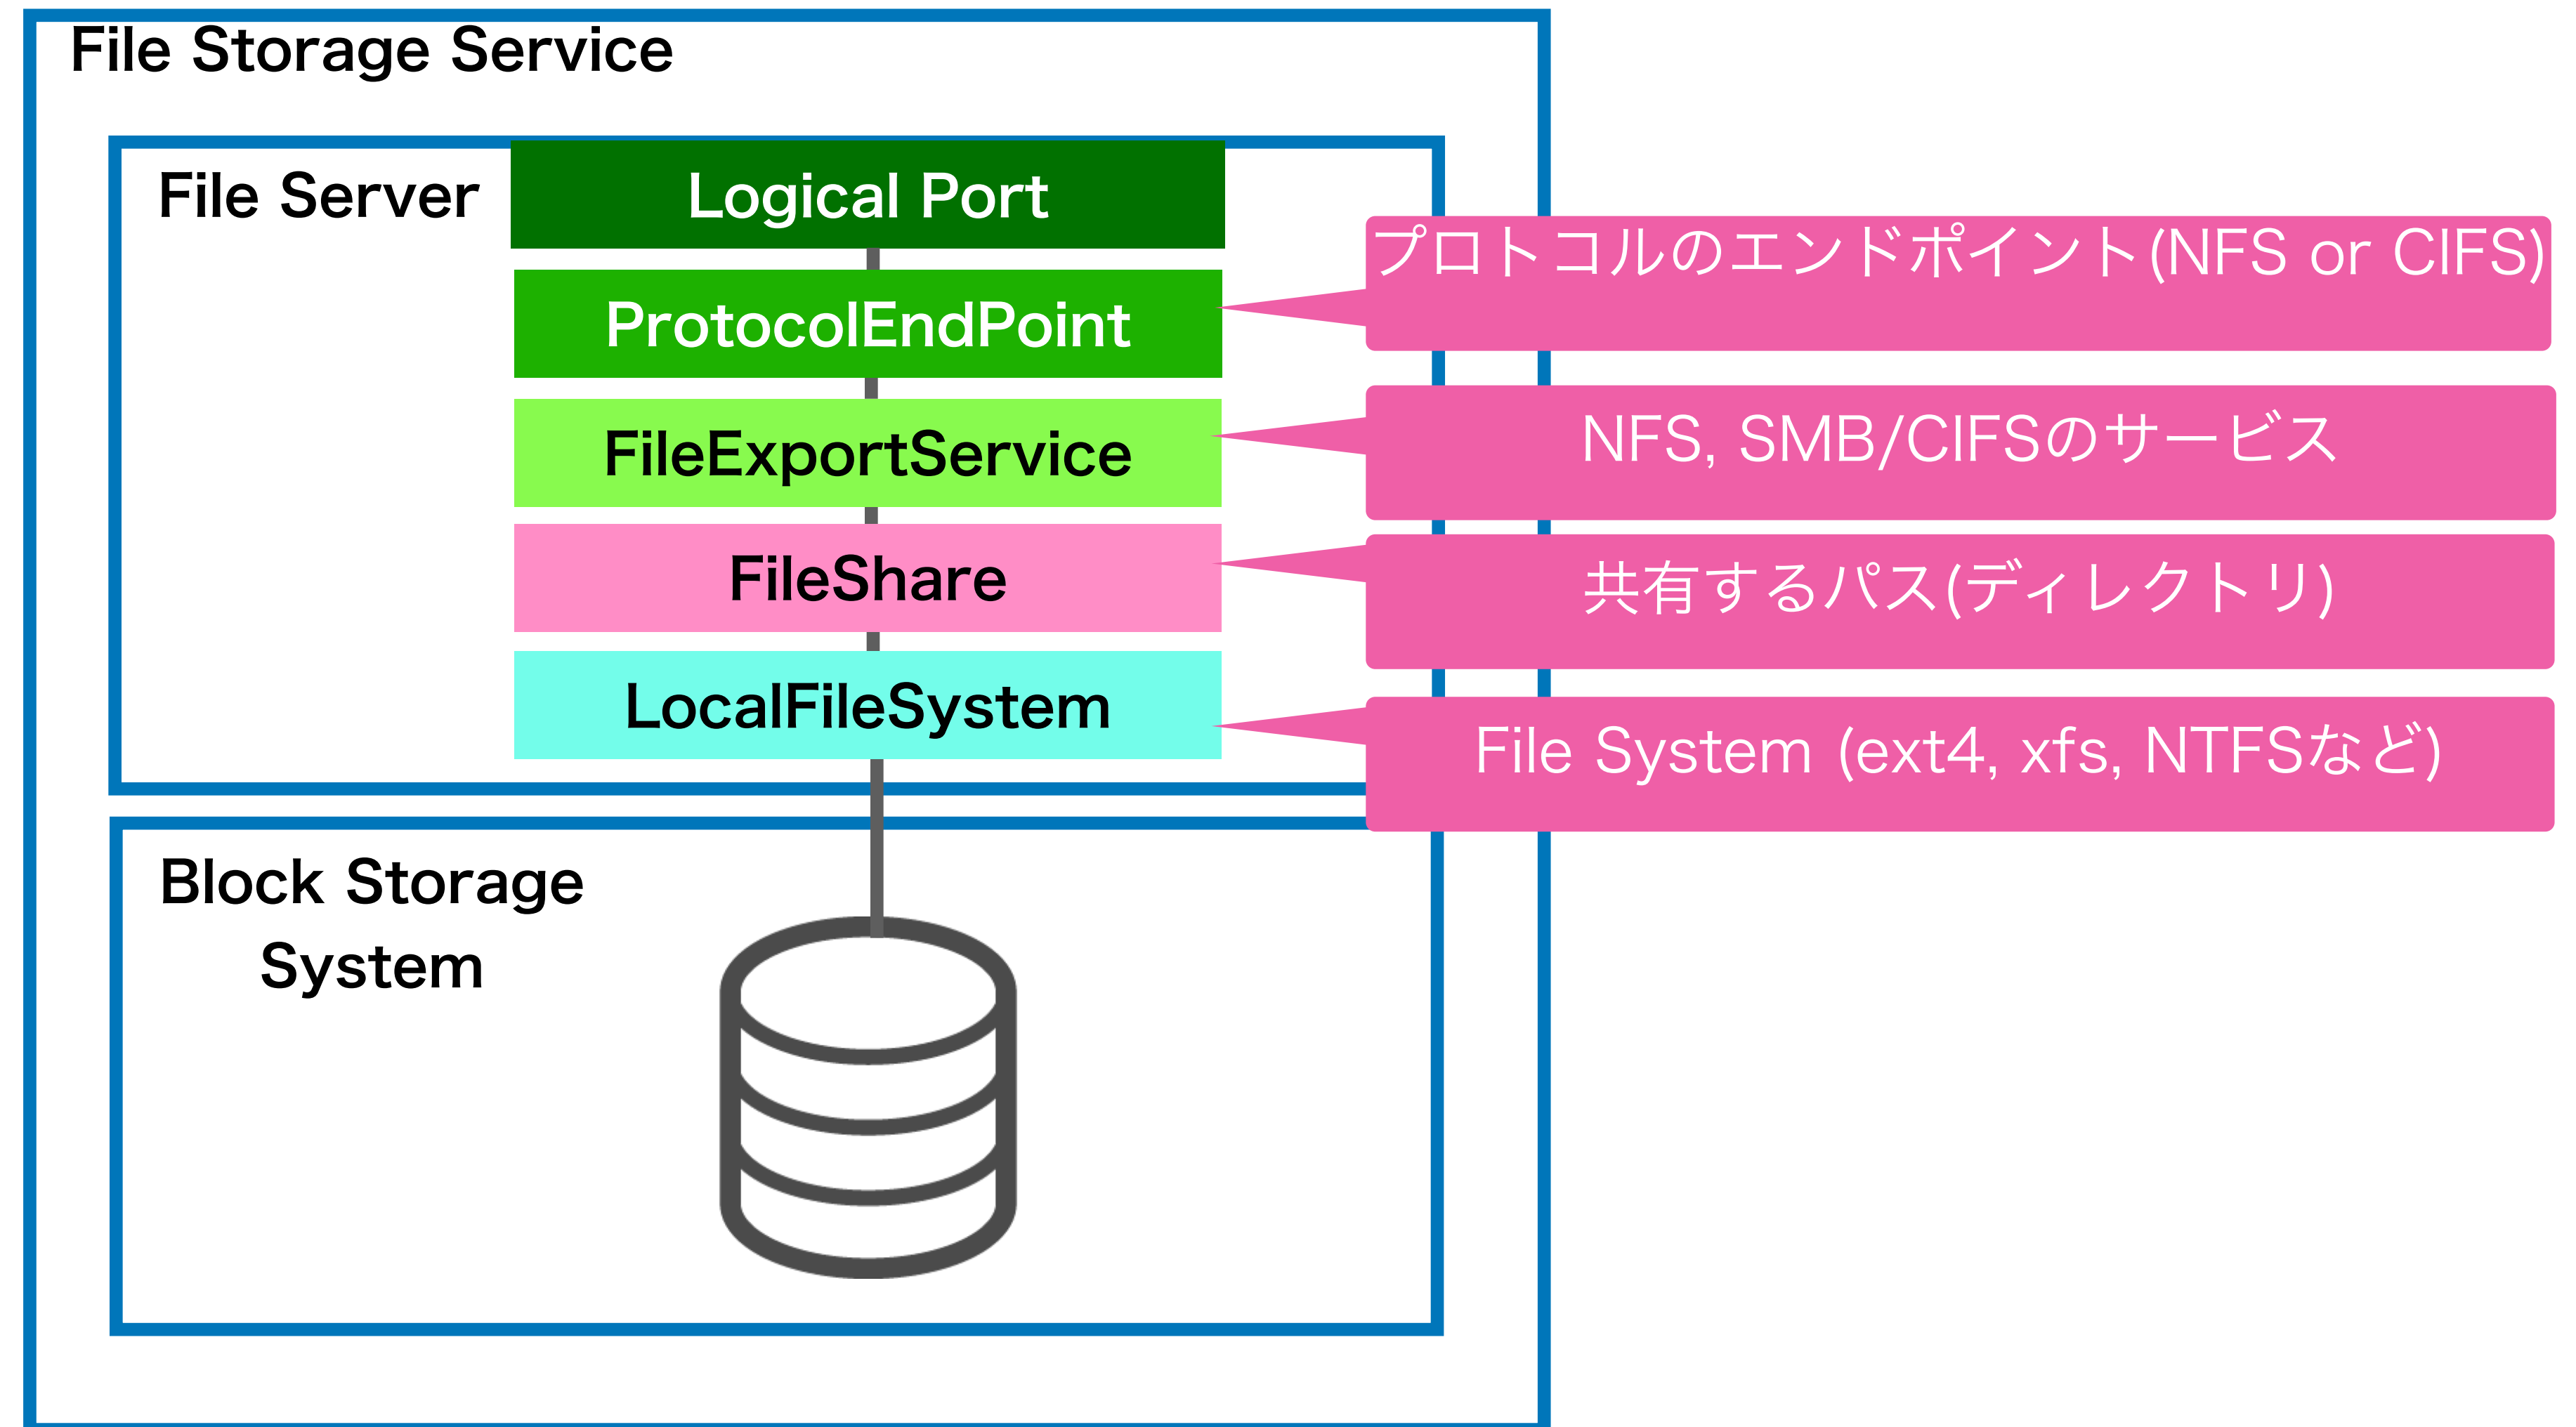 File Storage Service
File Server
Logical Port
ProtocolEndPoint
プロトコルのエンドポイント(NFS or CIFS)
FileExportService
NFS, SMB/CIFSのサービス
FileShare
共有するパス(ディレクトリ)
LocalFileSystem
File System (ext4, xfs, NTFSなど)
Block Storage
System